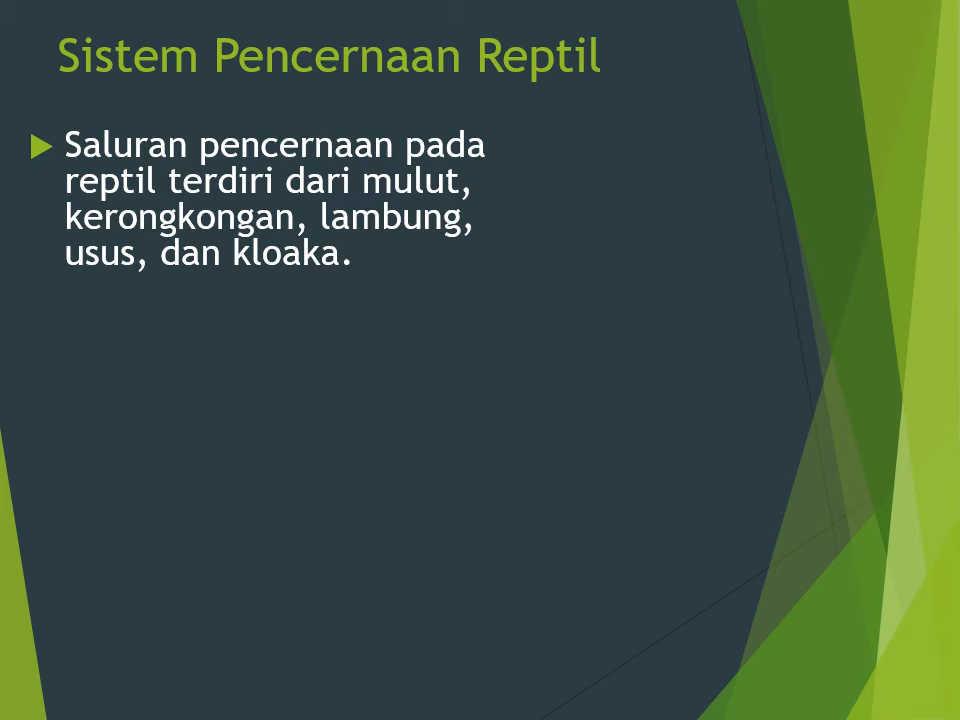 Sistem Pencernaan Reptil
Saluran pencernaan pada
reptil terdiri dari mulut,
kerongkongan, lambung,
usus, dan kloaka.